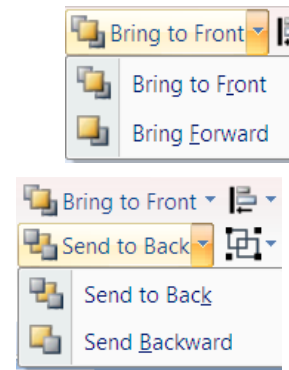 Bring to Front
Bring to Front
Bring Forward
Bring to Front
Send to Back
Send to Back
Send Backward